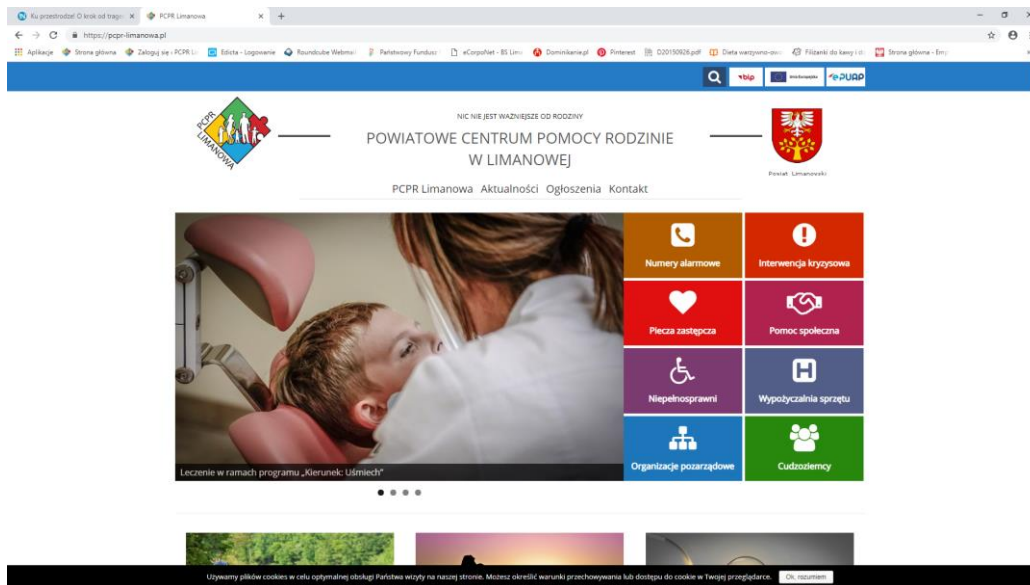 Ku przestrodze! O krok od trage
PCPR Limanowa
https://pcpr-limanowa.pl
Aplikacje
Strona główna
Zaloguj się - PCPR Li
Edicta - Logowanie
Roundcube Webmail
Państwowy Fundusz
eCorpoNet - BS Lima
Dominikanie.pl
Pinterest
D20190926.pdf
Dieta warzywno-owo
Filiżanki do kawy i
Strona główna - Emp
bip
ePUAP
NIC NIE JEST WAŻNIEJSZE OD RODZINY
PCPR
LIMANOWA
POWIATOWE CENTRUM POMOCY RODZINIE
W LIMANOWEJ
Powiat Limanowski
PCPR Limanowa Aktualności Ogłoszenia Kontakt
Numery alarmowe
Interwencja kryzysowa
Piecza zastępcza
Pomoc społeczna
Niepełnosprawni
Wypożyczalnia sprzętu
Organizacje pozarządowe
Cudzoziemcy
Leczenie w ramach programu „Kierunek: Uśmiech”
Używamy plików cookies w celu optymalnej obsługi Państwa wizyty na naszej stronie. Możesz określić warunki przechowywania lub dostępu do cookie w Twojej przeglądarce.
Ok, rozumiem